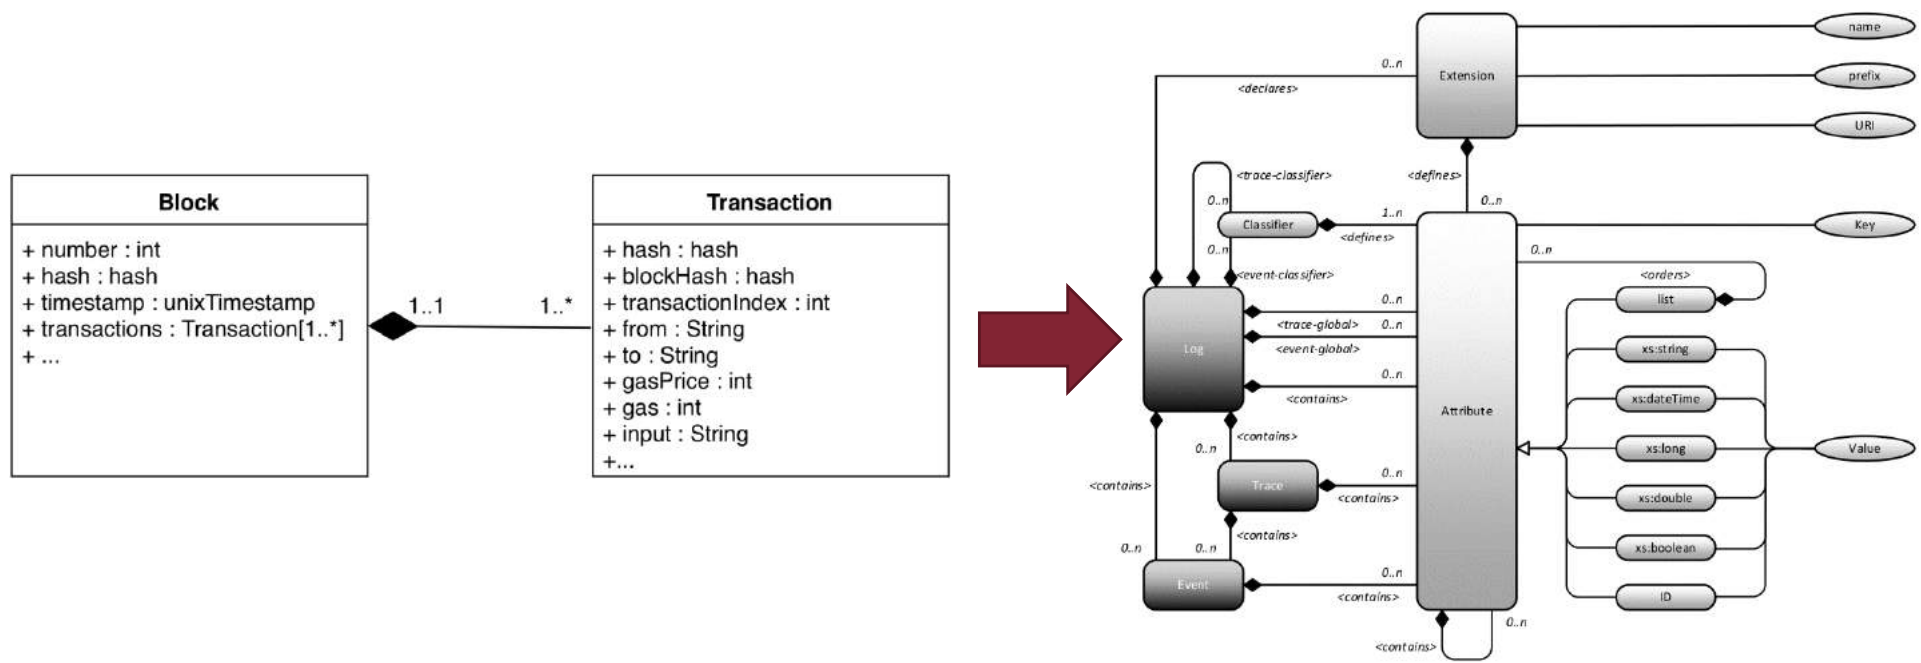 Block
+ number : int
+ hash : hash
+ timestamp : unixTimestamp
+ transactions : Transaction[1..*]
+ ...
1..1
1..*
Transaction
+ hash : hash
+ blockHash : hash
+ transactionIndex : int
+ from : String
+ to : String
+ gasPrice : int
+ gas : int
+ input : String
+...
name
0..n
Extension
prefix
<declares>
URI
<trace-classifier>
<defines>
0..n
0..n
Classifier
1..n
Key
<defines>
0..n
0..n
<event-classifier>
<orders>
0..n
list
<trace-global>
0..n
Log
<event-global>
xs:string
0..n
<contains>
xs:dateTime
Attribute
<contains>
0..n
xs:long
Value
0..n
<contains>
Trace
<contains>
xs:double
<contains>
0..n
0..n
xs:boolean
0..n
Event
<contains>
ID
0..n
<contains>